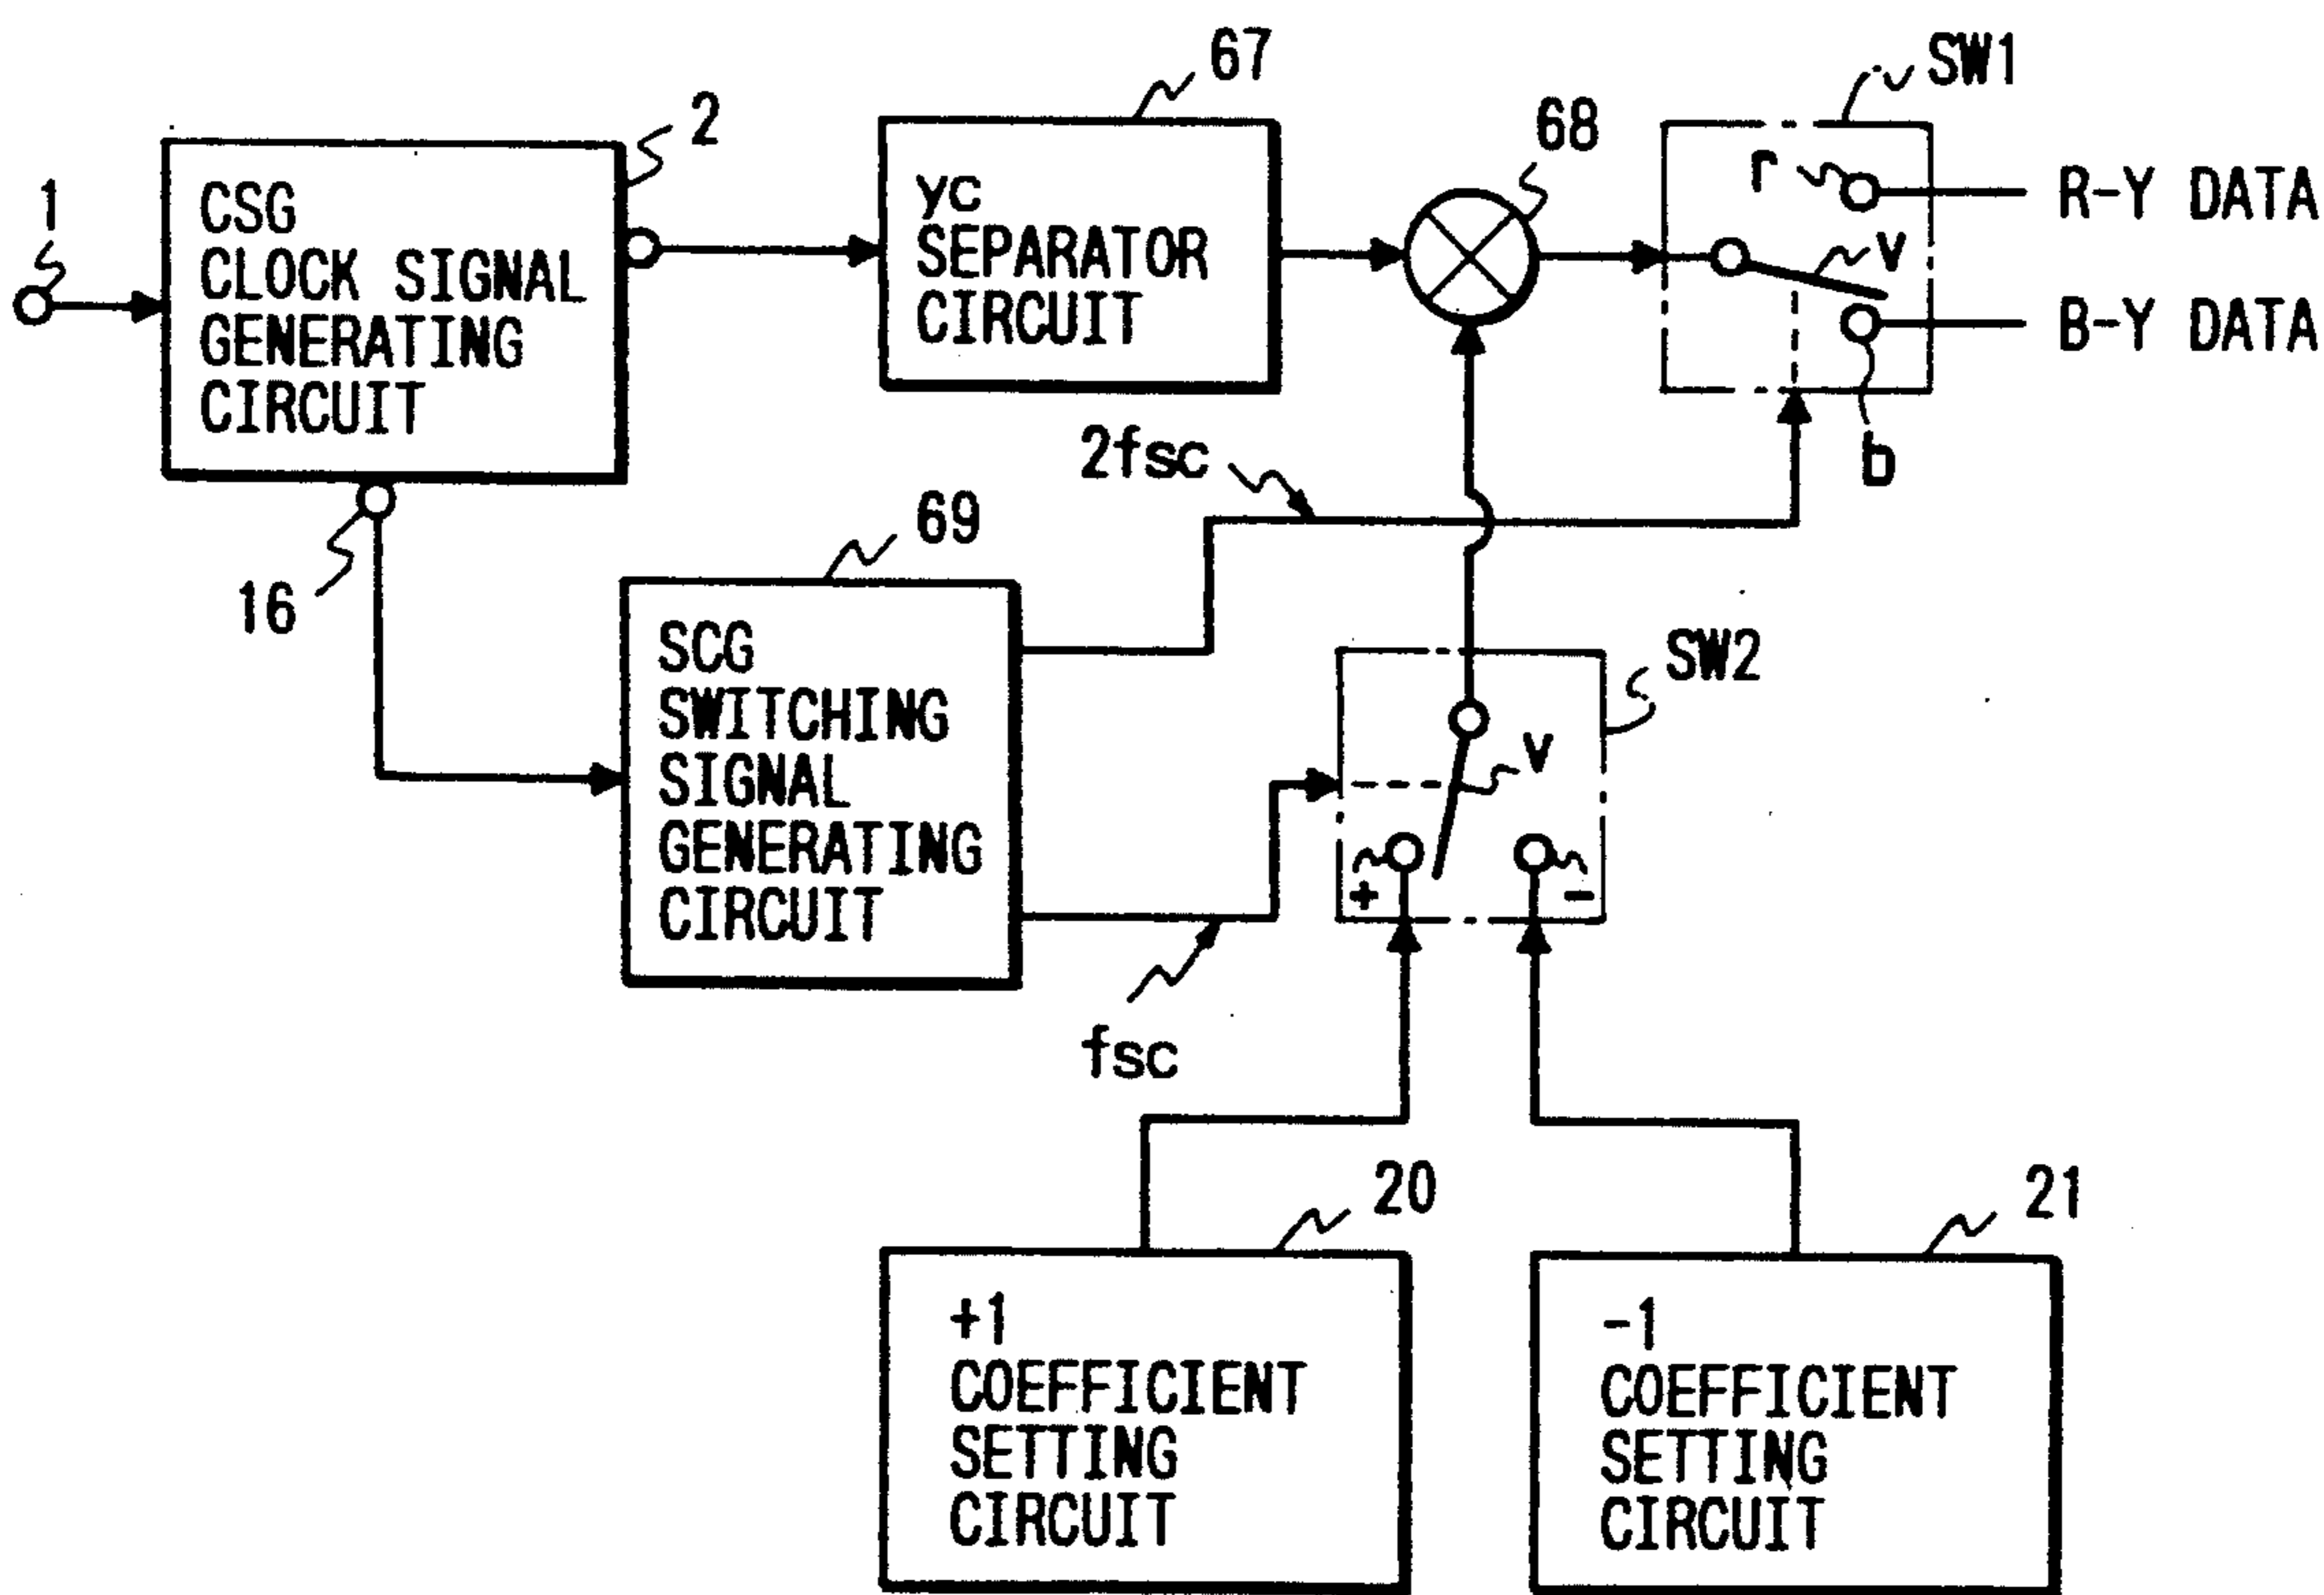 67
SW1
2
68
1
CSG
CLOCK SIGNAL
GENERATING
CIRCUIT
yc
SEPARATOR
CIRCUIT
r
R-Y DATA
v
B-Y DATA
b
2fsc
16
69
SCG
SWITCHING
SIGNAL
GENERATING
CIRCUIT
SW2
v
+
-
fsc
20
21
+1
COEFFICIENT
SETTING
CIRCUIT
-1
COEFFICIENT
SETTING
CIRCUIT